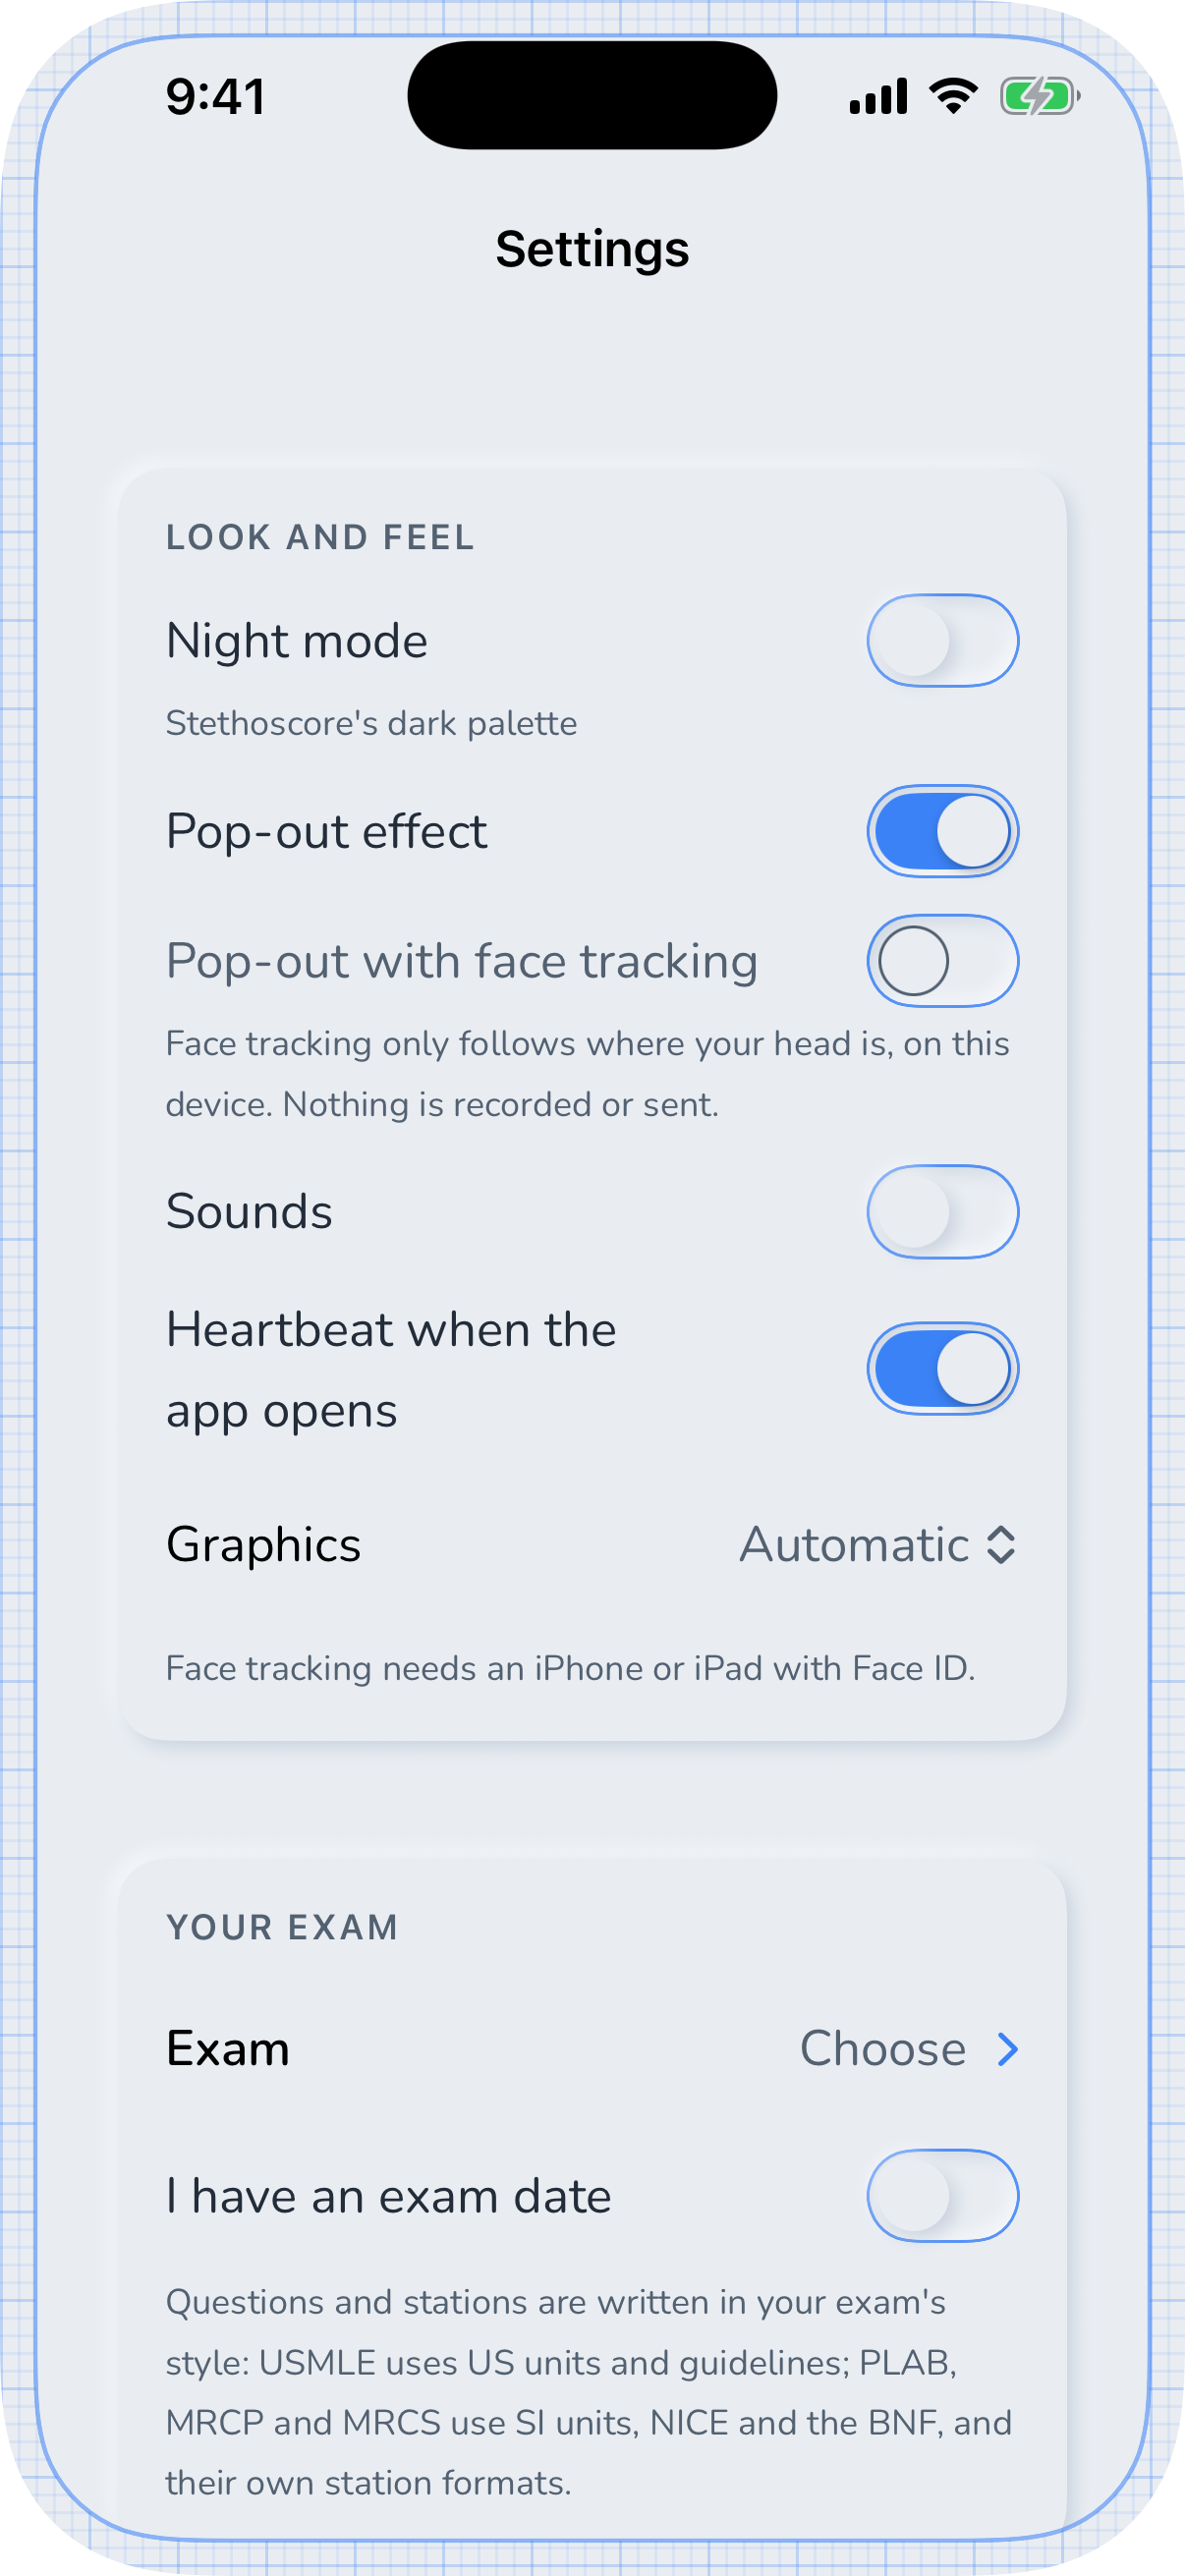 9:41
Settings
LOOK AND FEEL
Night mode
Stethoscore's dark palette
Pop-out effect
Pop-out with face tracking
Face tracking only follows where your head is, on this
device. Nothing is recorded or sent.
Sounds
Heartbeat when the
app opens
Graphics Automatic
Face tracking needs an iPhone or iPad with Face ID.
YOUR EXAM
Exam Choose
I have an exam date
Questions and stations are written in your exam's
style: USMLE uses US units and guidelines; PLAB,
MRCP and MRCS use SI units, NICE and the BNF, and
their own station formats.